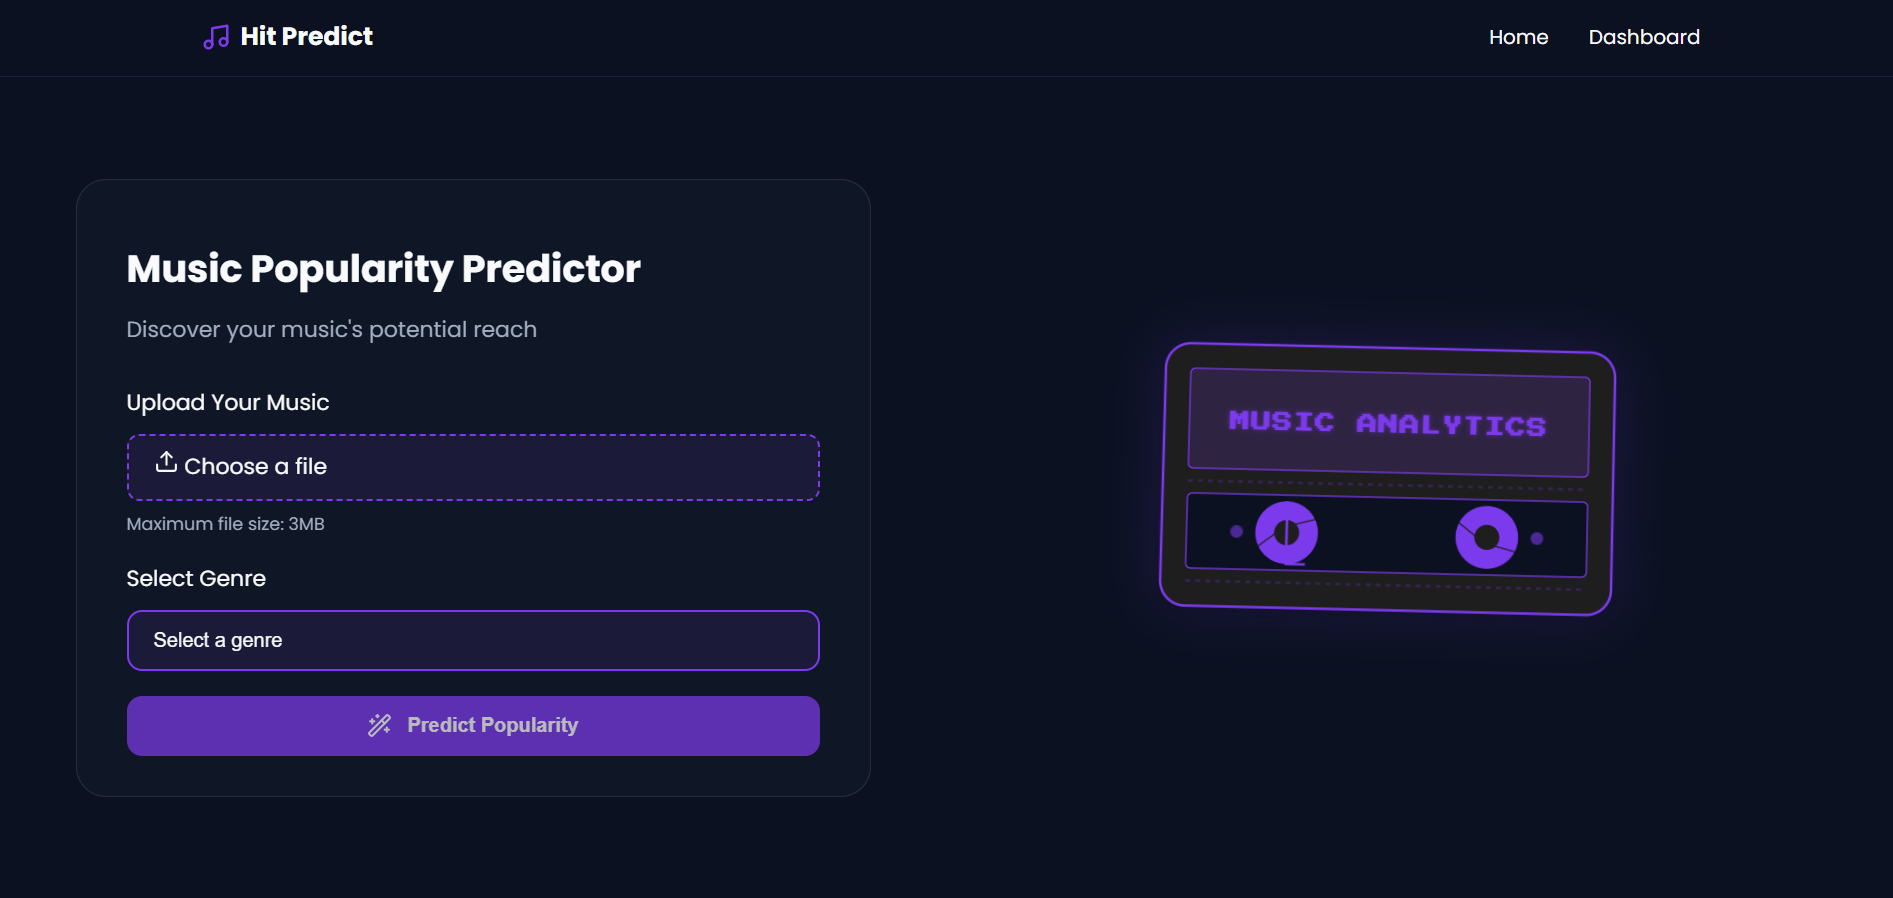 Hit Predict
Home
Dashboard
Music Popularity Predictor
Discover your music's potential reach
Upload Your Music
Choose a file
Maximum file size: 3MB
Select Genre
Select a genre
Predict Popularity
MUSIC ANALYTICS